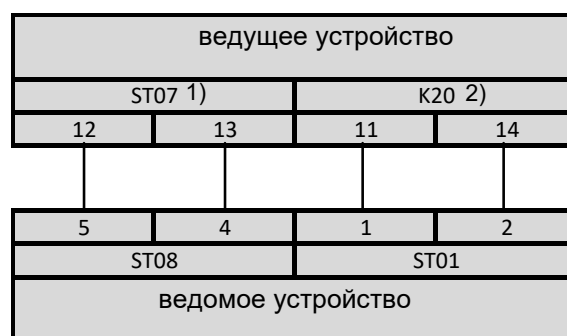 ведущее устройство
ST07 1) K20 2)
12 13 11 14
5 4 1 2
ST08 ST01
ведомое устройство